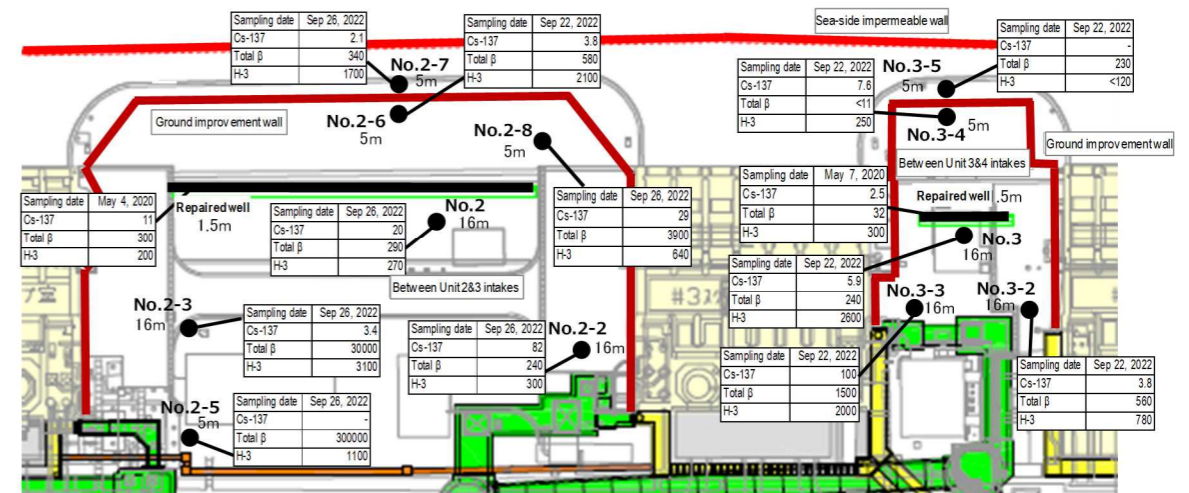 Sampling date Sep 26, 2022
Cs-137 2.1
Total β 340
H-3 1700
Sampling date Sep 22, 2022
Cs-137 3.8
Total β 580
H-3 2100
Sea-side impermeable wall
Sampling date Sep 22, 2022
Cs-137 -
Total β 230
H-3 <120
No.2-7
5m
No.2-6
5m
Ground improvement wall
No.2-8
5m
Sampling date Sep 22, 2022
Cs-137 7.6
Total β <11
H-3 250
No.3-5
5m
5m
No.3-4
Ground improvement wall
Between Unit 3&4 intakes
Sampling date May 4, 2020
Cs-137 11
Total β 300
H-3 200
Repaired well
1.5m
Sampling date Sep 26, 2022
Cs-137 20
Total β 290
H-3 270
No.2
16m
Sampling date Sep 26, 2022
Cs-137 29
Total β 3900
H-3 640
Sampling date May 7, 2020
Cs-137 2.5
Total β 32
H-3 300
Repaired well .5m
No.3
16m
Between Unit 2&3 intakes
Sampling date Sep 22, 2022
Cs-137 5.9
Total β 240
H-3 2600
No.2-3
16m
Sampling date Sep 26, 2022
Cs-137 3.4
Total β 30000
H-3 3100
Sampling date Sep 26, 2022
Cs-137 82
Total β 240
H-3 300
No.2-2
16m
#3ス
No.3-3
16m
No.3-2
16m
Sampling date Sep 22, 2022
Cs-137 100
Total β 1500
H-3 2000
Sampling date Sep 22, 2022
Cs-137 3.8
Total β 560
H-3 780
No.2-5
5m
Sampling date Sep 26, 2022
Cs-137 -
Total β 300000
H-3 1100
室